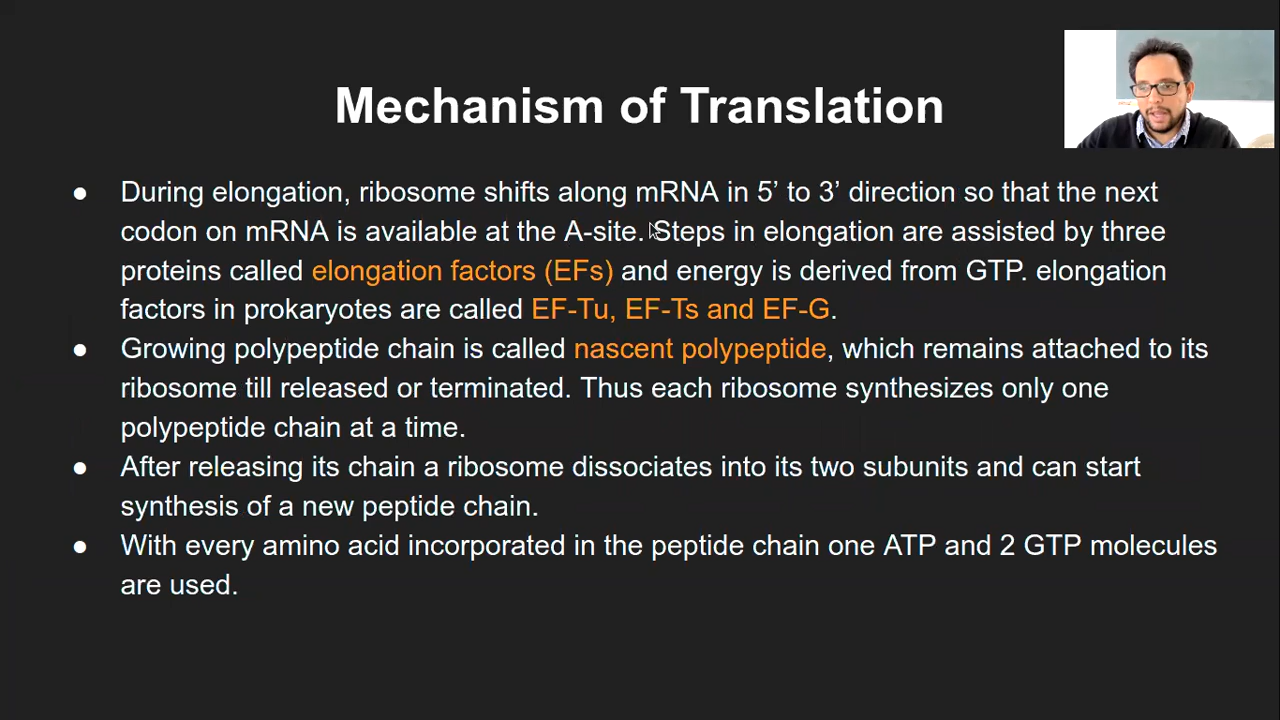 Mechanism of Translation
● During elongation, ribosome shifts along mRNA in 5’ to 3’ direction so that the next
codon on mRNA is available at the A-site. Steps in elongation are assisted by three
proteins called elongation factors (EFs) and energy is derived from GTP. elongation
factors in prokaryotes are called EF-Tu, EF-Ts and EF-G.
● Growing polypeptide chain is called nascent polypeptide, which remains attached to its
ribosome till released or terminated. Thus each ribosome synthesizes only one
polypeptide chain at a time.
● After releasing its chain a ribosome dissociates into its two subunits and can start
synthesis of a new peptide chain.
● With every amino acid incorporated in the peptide chain one ATP and 2 GTP molecules
are used.